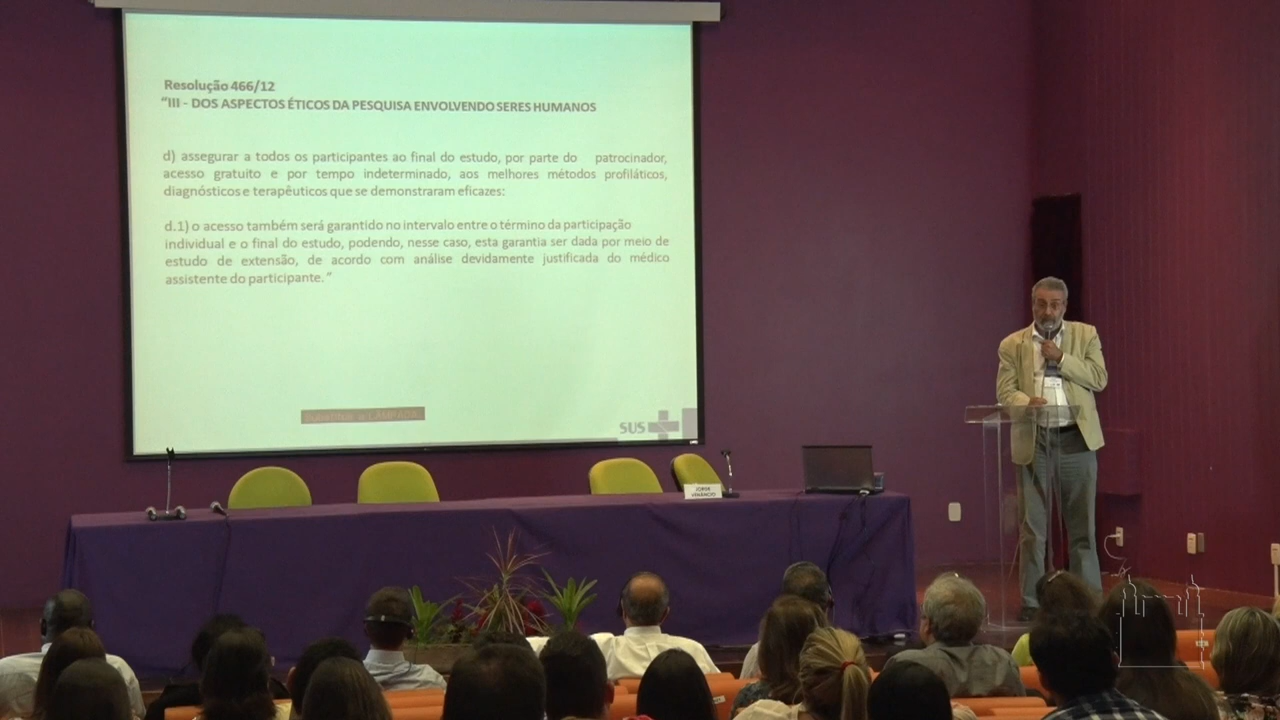 Resolução 466/12
“III - DOS ASPECTOS ÉTICOS DA PESQUISA ENVOLVENDO SERES HUMANOS
d) assegurar a todos os participantes ao final do estudo, por parte do patrocinador,
acesso gratuito e por tempo indeterminado, aos melhores métodos profiláticos,
diagnósticos e terapêuticos que se demonstraram eficazes:
d.1) o acesso também será garantido no intervalo entre o término da participação
individual e o final do estudo, podendo, nesse caso, esta garantia ser dada por meio de
estudo de extensão, de acordo com análise devidamente justificada do médico
assistente do participante.”
Substituir a LÂMPADA
SUS
JORGE
VENÂNCIO